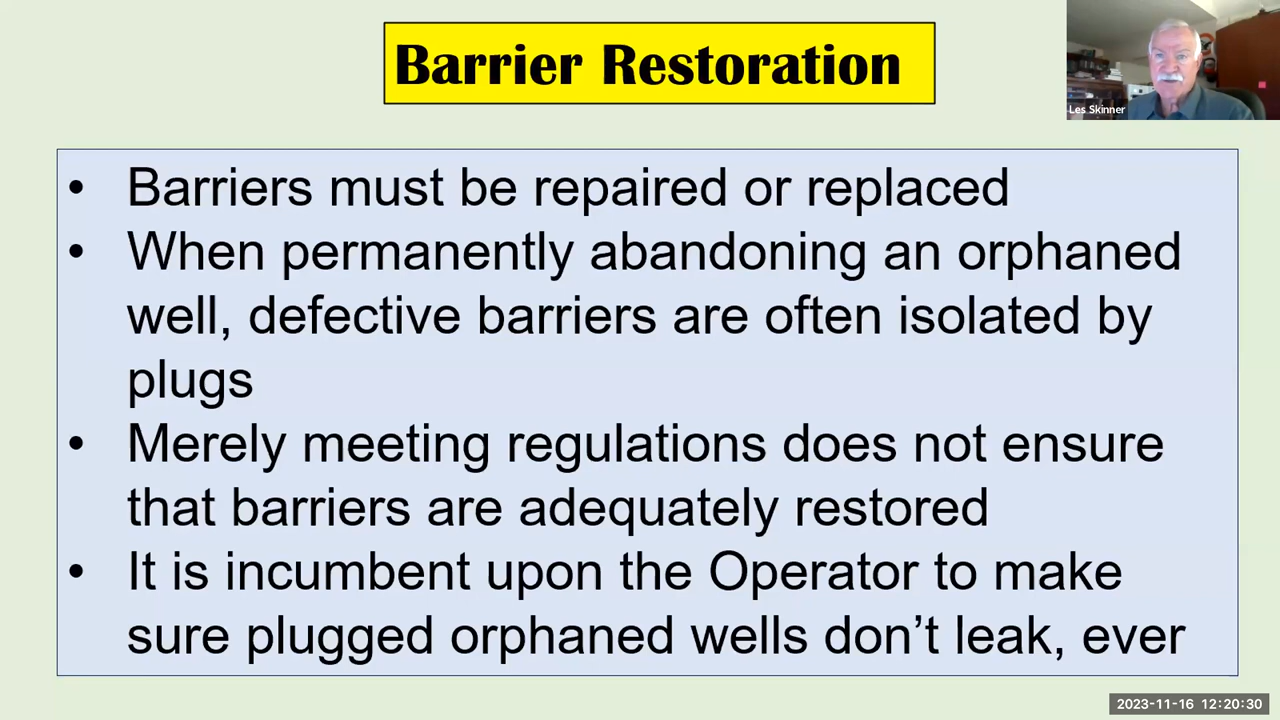 Barrier Restoration
Les Skinner
• Barriers must be repaired or replaced
• When permanently abandoning an orphaned
well, defective barriers are often isolated by
plugs
• Merely meeting regulations does not ensure
that barriers are adequately restored
• It is incumbent upon the Operator to make
sure plugged orphaned wells don’t leak, ever
2023-11-16 12:20:30